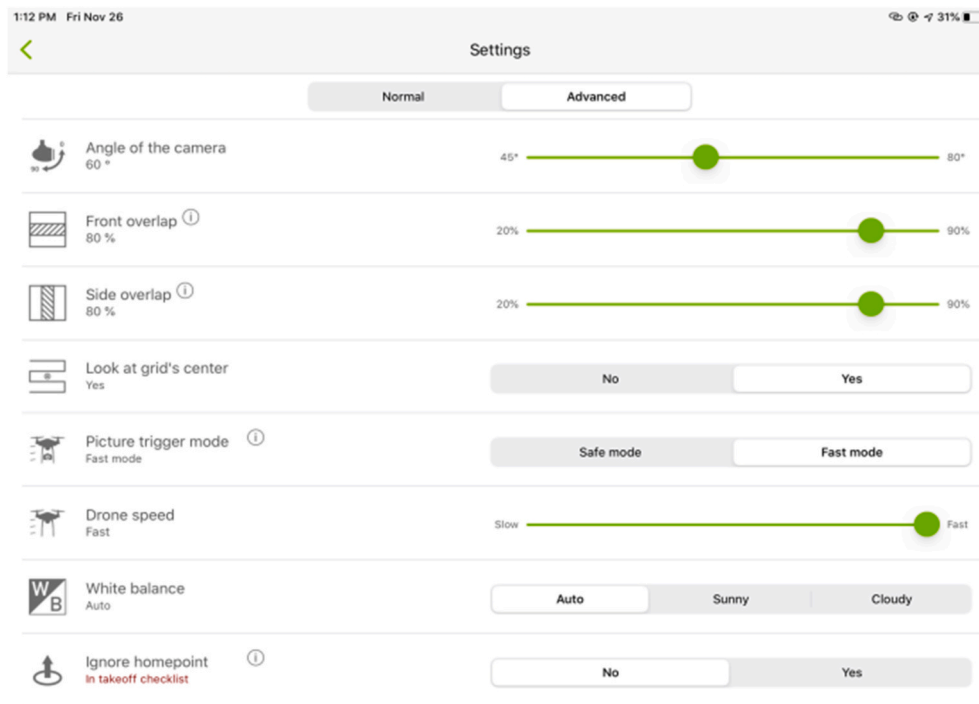 1:12 PM Fri Nov 26
31%
Settings
Normal
Advanced
Angle of the camera
60 °
0
90
45°
80°
Front overlap
80 %
20%
90%
Side overlap
80 %
20%
90%
Look at grid's center
Yes
No
Yes
Picture trigger mode
Fast mode
Safe mode
Fast mode
Drone speed
Fast
Slow
Fast
W
B
White balance
Auto
Auto
Sunny
Cloudy
Ignore homepoint
In takeoff checklist
No
Yes